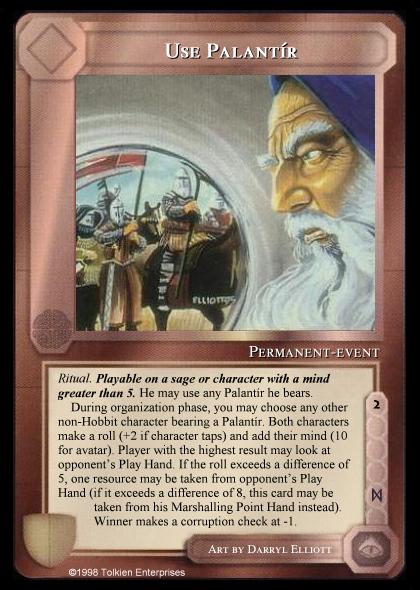 Use Palantír
ELLIOTT95
Permanent-event
Ritual. Playable on a sage or character with a mind
greater than 5. He may use any Palantír he bears.
During organization phase, you may choose any other
non-Hobbit character bearing a Palantír. Both characters
make a roll (+2 if character taps) and add their mind (10
for avatar). Player with the highest result may look at
opponent's Play Hand. If the roll exceeds a difference of
5, one resource may be taken from opponent's Play
Hand (if it exceeds a difference of 8, this card may be
taken from his Marshalling Point Hand instead).
Winner makes a corruption check at -1.
2
Art by Darryl Elliott
©1998 Tolkien Enterprises